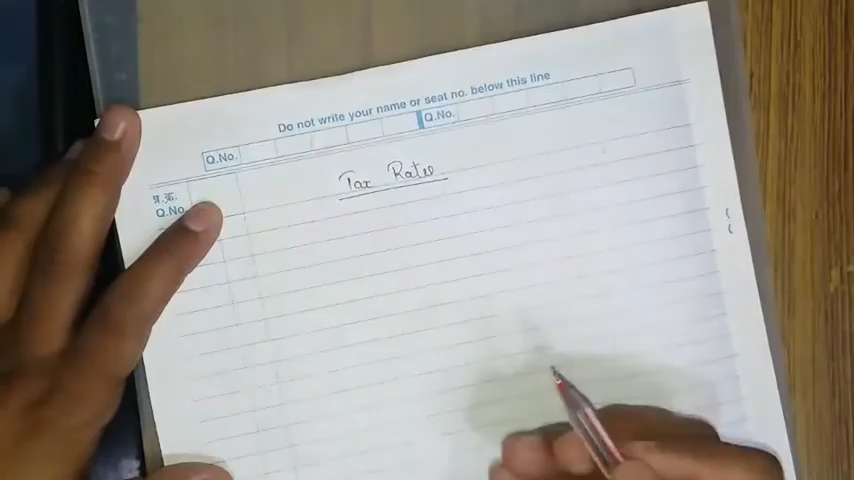 Do not write your name or seat no. below this line
Q.No. Q.No.
प्र.क्र.
Q.No.
Tax Rates